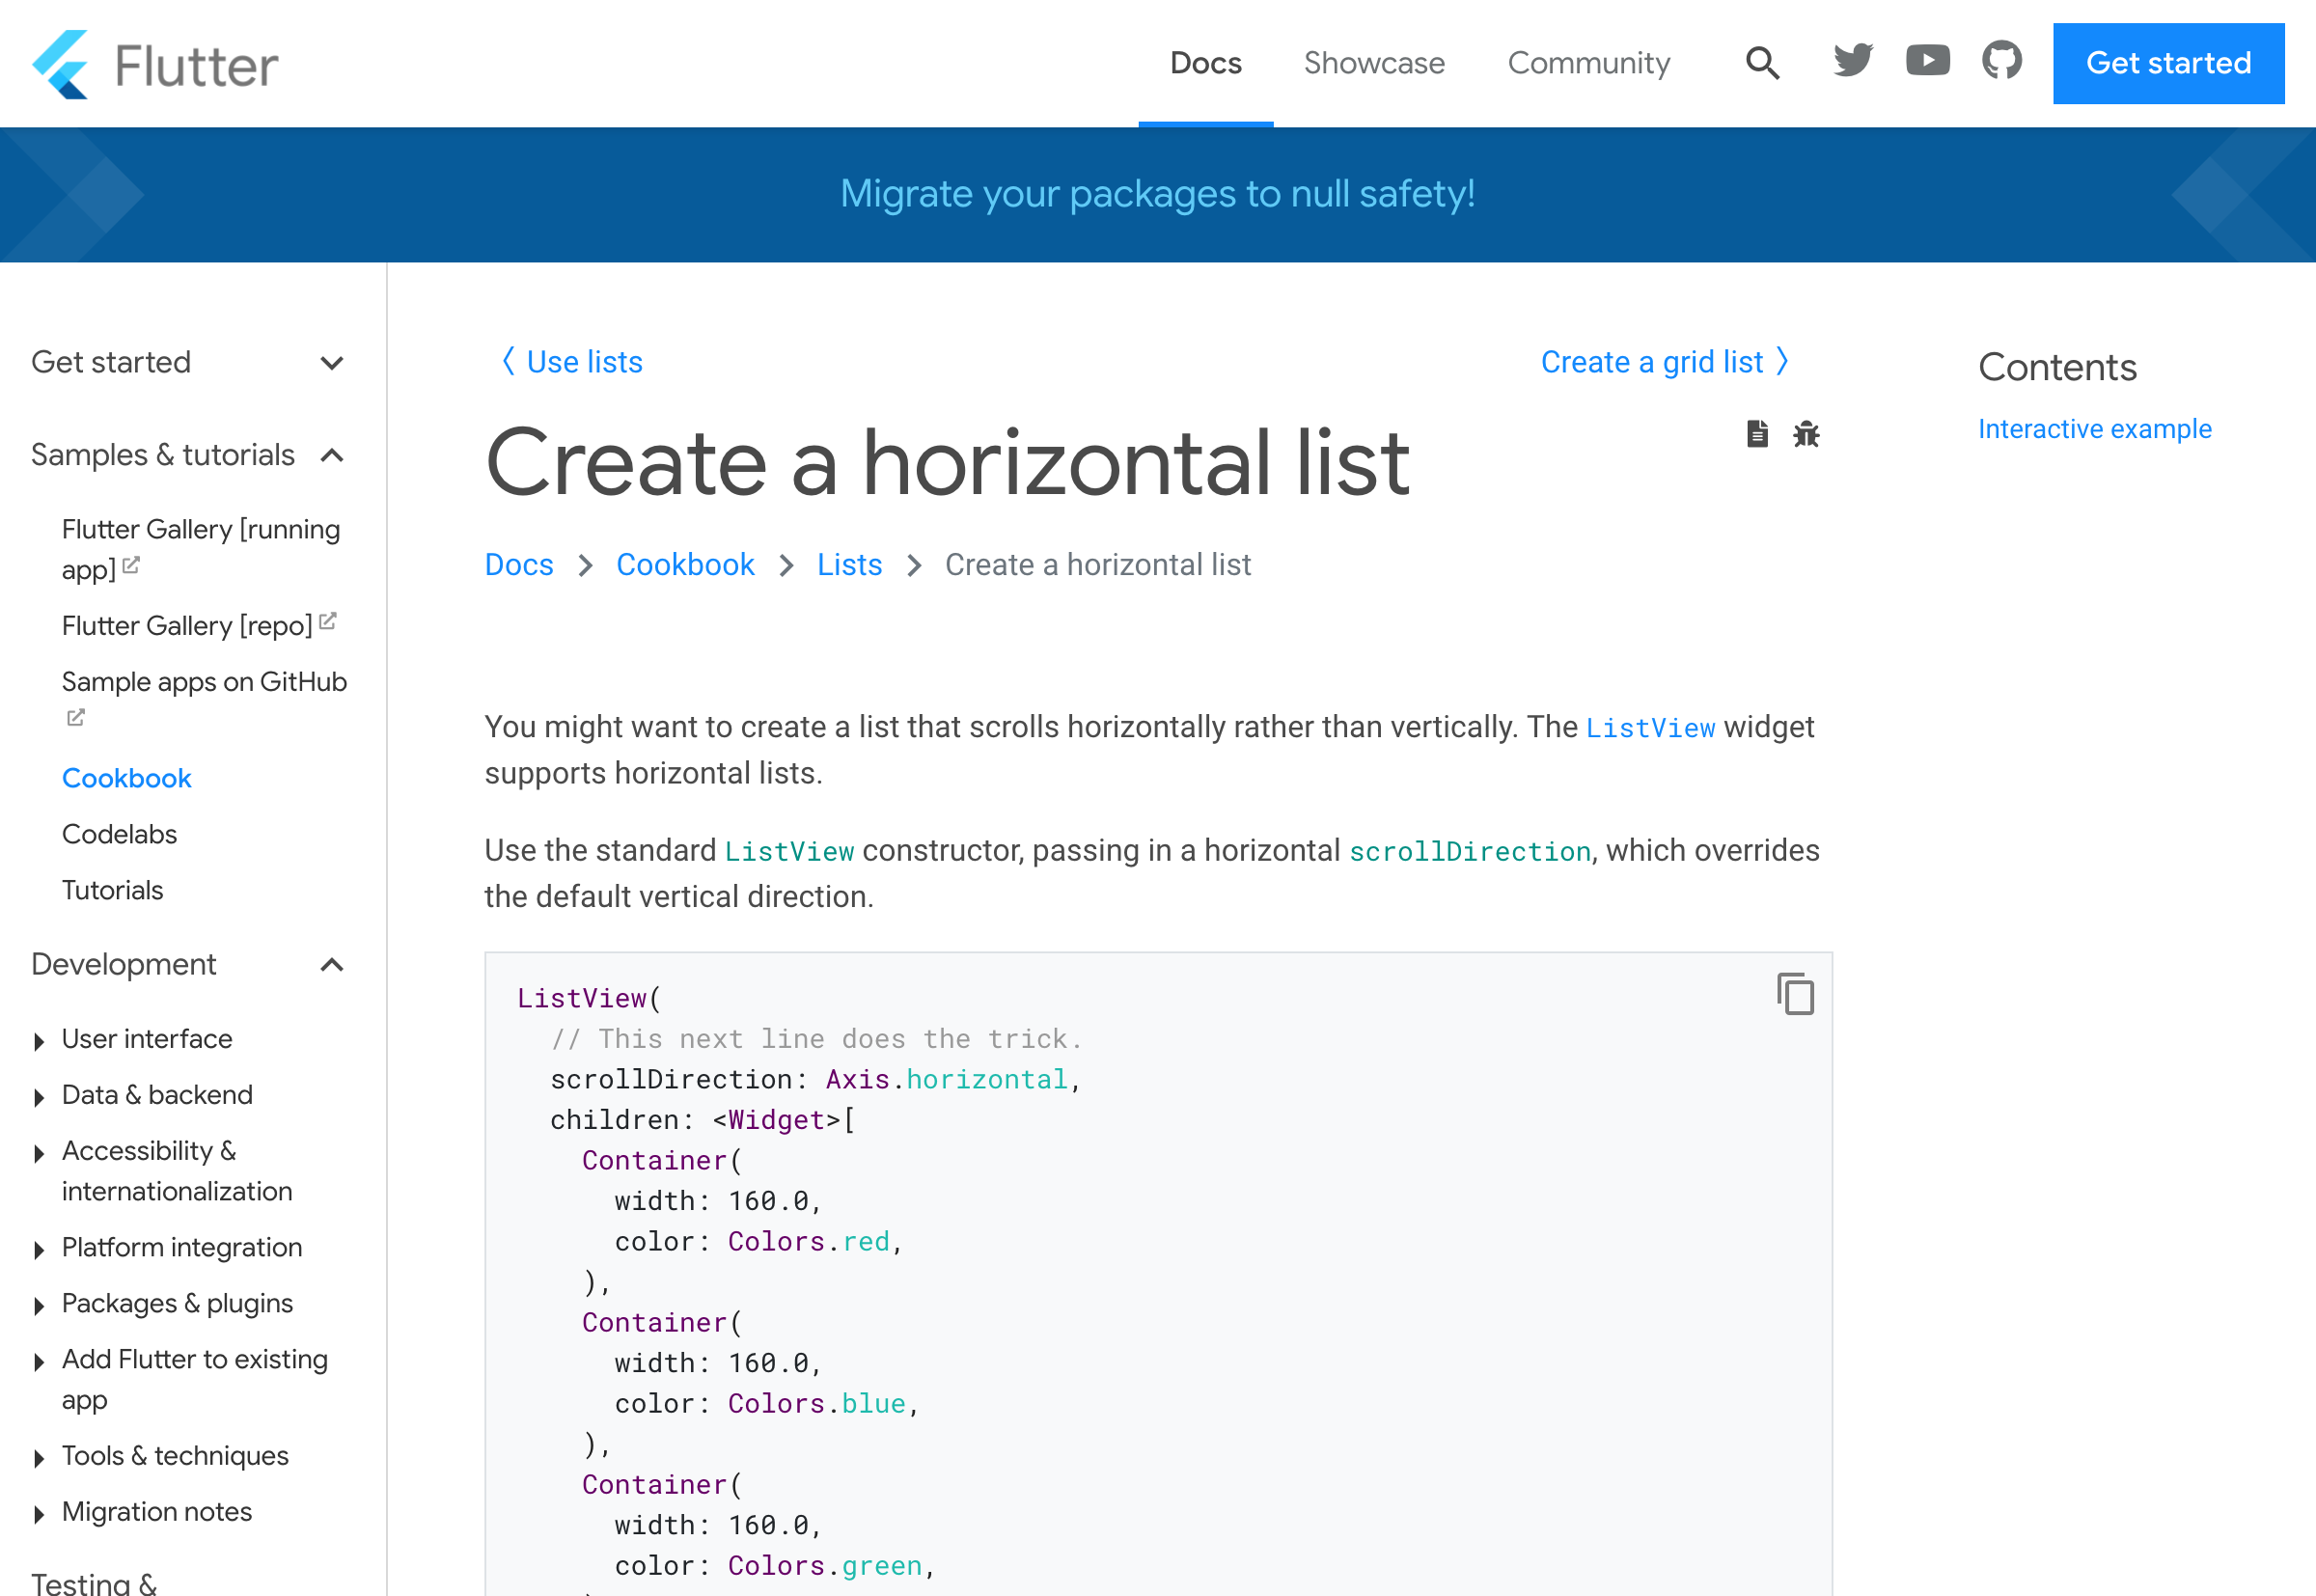 Flutter
Docs
Showcase
Community
Get started
Migrate your packages to null safety!
Get started
Samples & tutorials
Flutter Gallery [running
app]
Flutter Gallery [repo]
Sample apps on GitHub
Cookbook
Codelabs
Tutorials
Development
User interface
Data & backend
Accessibility &
internationalization
Platform integration
Packages & plugins
Add Flutter to existing
app
Tools & techniques
Migration notes
Testing &
〈 Use lists
Create a grid list 〉
Create a horizontal list
Docs > Cookbook > Lists > Create a horizontal list
You might want to create a list that scrolls horizontally rather than vertically. The ListView widget
supports horizontal lists.
Use the standard ListView constructor, passing in a horizontal scrollDirection, which overrides
the default vertical direction.
ListView(
  // This next line does the trick.
  scrollDirection: Axis.horizontal,
  children: <Widget>[
    Container(
      width: 160.0,
      color: Colors.red,
    ),
    Container(
      width: 160.0,
      color: Colors.blue,
    ),
    Container(
      width: 160.0,
      color: Colors.green,
Contents
Interactive example